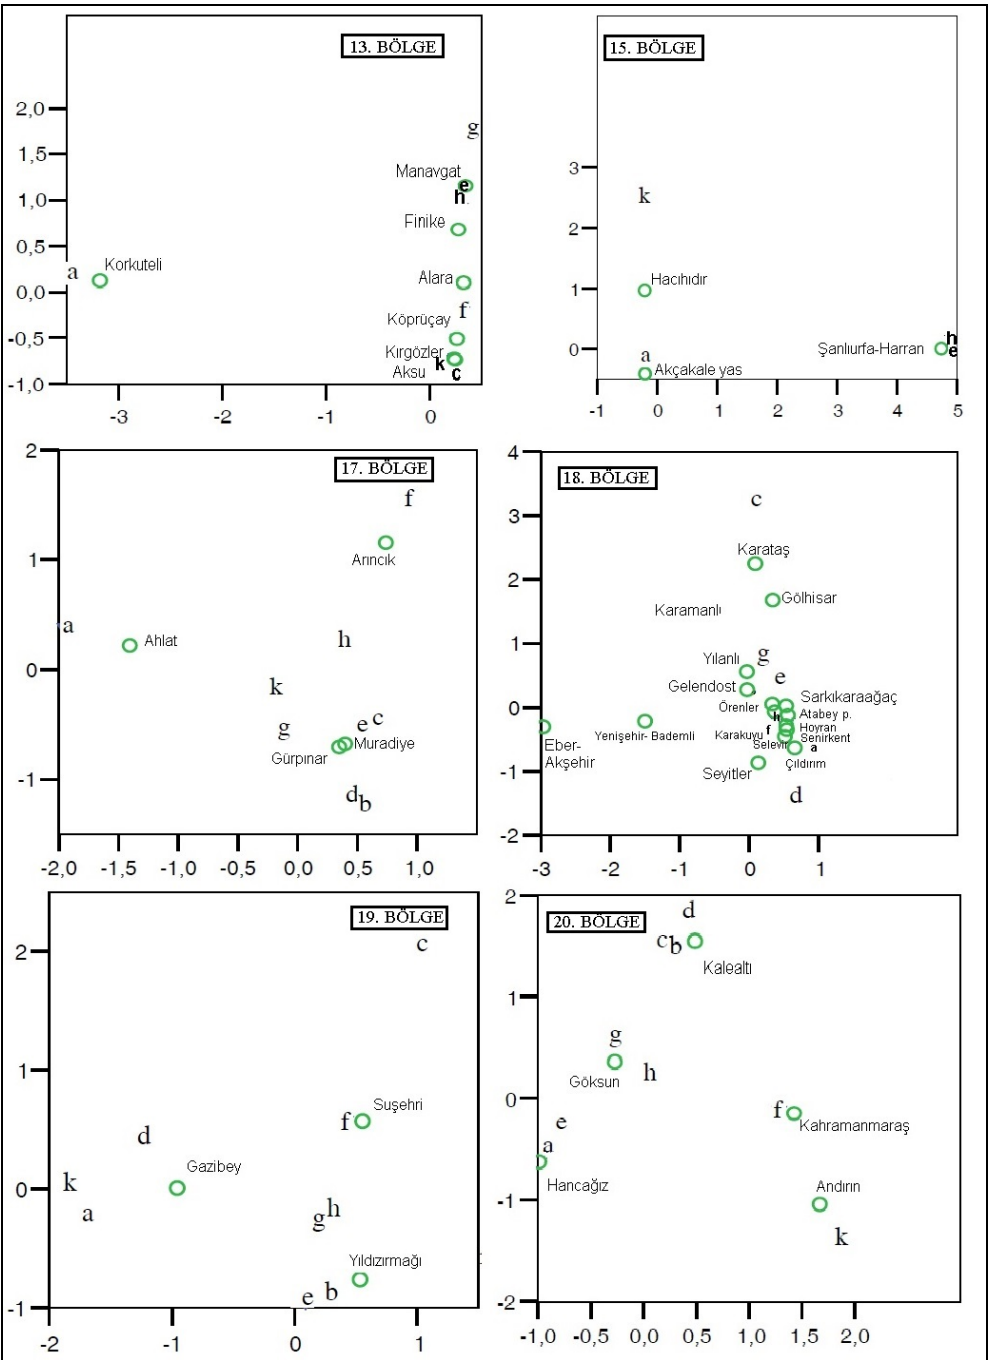 13. BÖLGE
2,0
g
1,5
Manavgat
e
1,0
h
Finike
0,5
a
Korkuteli
Alara
0,0
f
Köprüçay
-0,5
Kırgözler
k
Aksu
c
-1,0
-3
-2
-1
0
15. BÖLGE
3
k
2
Hacıhıdır
1
h
0
Şanlıurfa-Harran
e
a
Akçakale yas
-1
0
1
2
3
4
5
17. BÖLGE
2
f
Arıncık
1
a
Ahlat
h
0
k
g
e
c
Gürpınar
Muradiye
-1
d
b
-2,0
-1,5
-1,0
-0,5
0,0
0,5
1,0
18. BÖLGE
4
c
3
Karataş
2
Gölhisar
Karamanlı
1
Yılanlı
g
e
Gelendost
Sarkıkaraağaç
Örenler
0
h
Atabey p.
Yenişehir- Bademli
f
Hoyran
Karakuyu
Senirkent
Eber-
Akşehir
Selevir
a
Çıldırım
Seyitler
-1
d
-2
-3
-2
-1
0
1
19. BÖLGE
c
2
1
Suşehri
f
d
Gazibey
k
0
a
h
g
Yıldızırmağı
b
e
-1
-2
-1
0
1
20. BÖLGE
2
d
c
b
Kalealtı
1
g
Göksun
h
0
f
Kahramanmaraş
e
a
Hancağız
Andırın
-1
k
-2
-1,0
-0,5
0,0
0,5
1,0
1,5
2,0